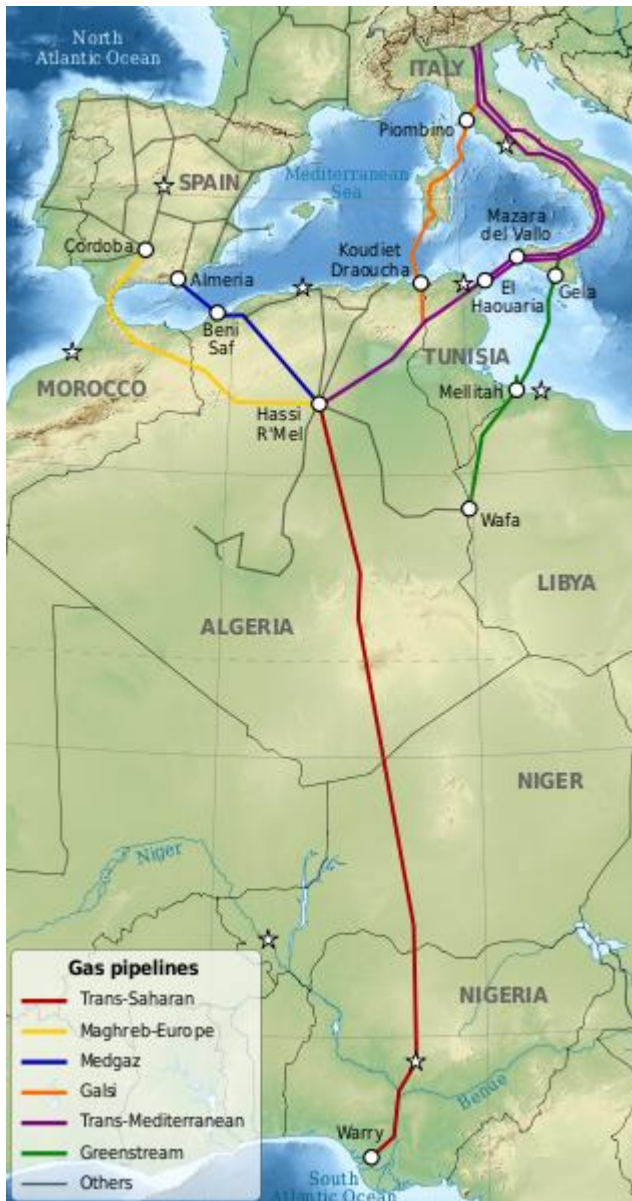 North
Atlantic Ocean
ITALY
Piombino
SPAIN
Mediterranean
Sea
Mazara
del Vallo
Cordoba
Koudiet
Draoucha
Almeria
El
Haouaria
Gela
Beni
Saf
TUNISIA
Mellitah
MOROCCO
Hassi
R'Mel
Wafa
LIBYA
ALGERIA
NIGER
Niger
NIGERIA
Benue
Warry
South
Atlantic Ocean
Gas pipelines
Trans-Saharan
Maghreb-Europe
Medgaz
Galsi
Trans-Mediterranean
Greenstream
Others